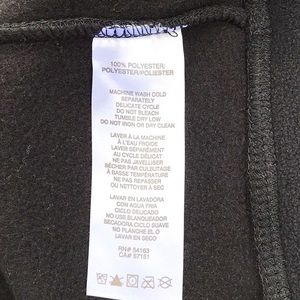 100% POLYESTER/
POLYESTER/POLIESTER
MACHINE WASH COLD
SEPARATELY
DELICATE CYCLE
DO NOT BLEACH
TUMBLE DRY LOW
DO NOT IRON OR DRY CLEAN
LAVER À LA MACHINE
À L'EAU FROIDE
LAVER SÉPARÉMENT
AU CYCLE DÉLICAT
NE PAS JAVELLISER
SÉCHER PAR CULBUTAGE
À BASSE TEMPÉRATURE
NE PAS REPASSER
OU NETTOYER À SEC
LAVAR EN LAVADORA
CON AGUA FRIA
CICLO DELICADO
NO USE BLANQUEADOR
SECADORA CICLO SUAVE
NO PLANCHE O
LAVAR EN SECO
RN# 54163
CA# 57151